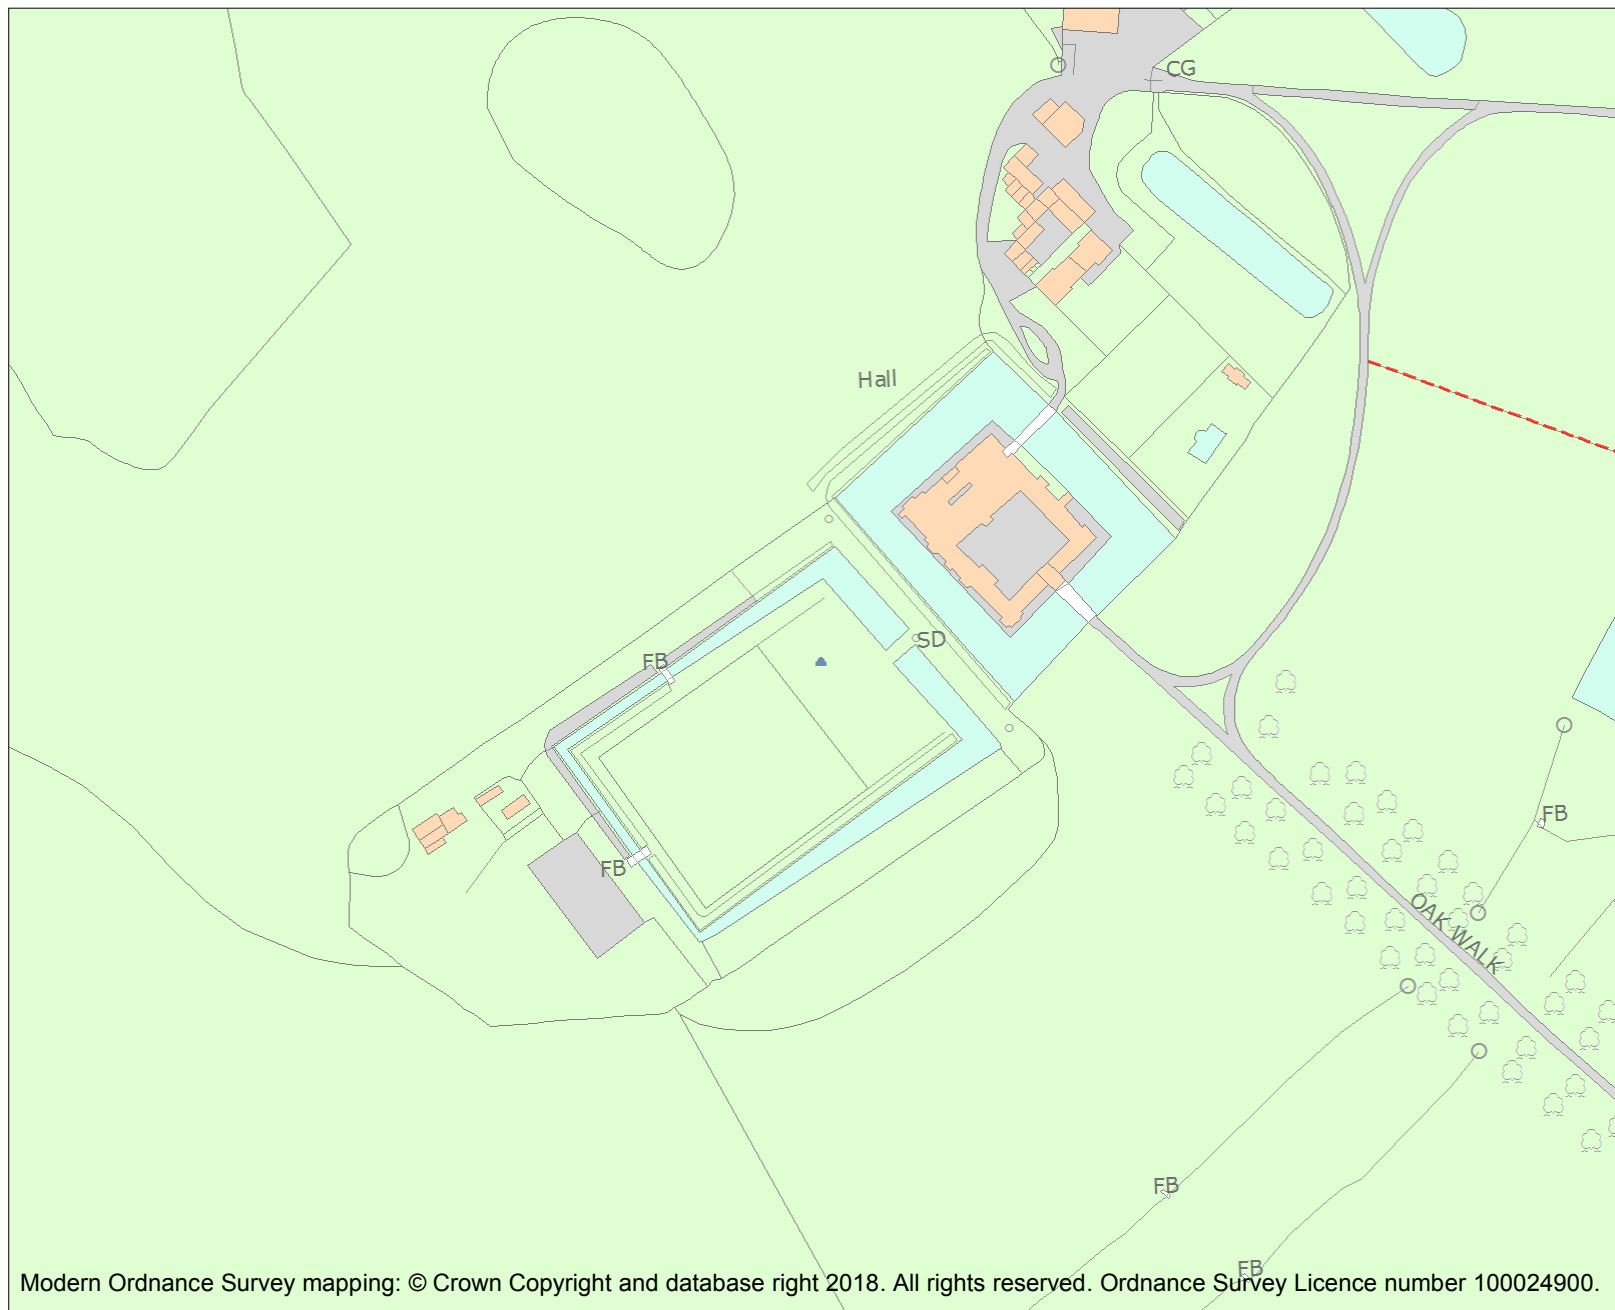 CG
Hall
SD
FB
FB
FB
OAK WALK
FB
FB
Modern Ordnance Survey mapping: © Crown Copyright and database right 2018. All rights reserved. Ordnance Survey Licence number 100024900.